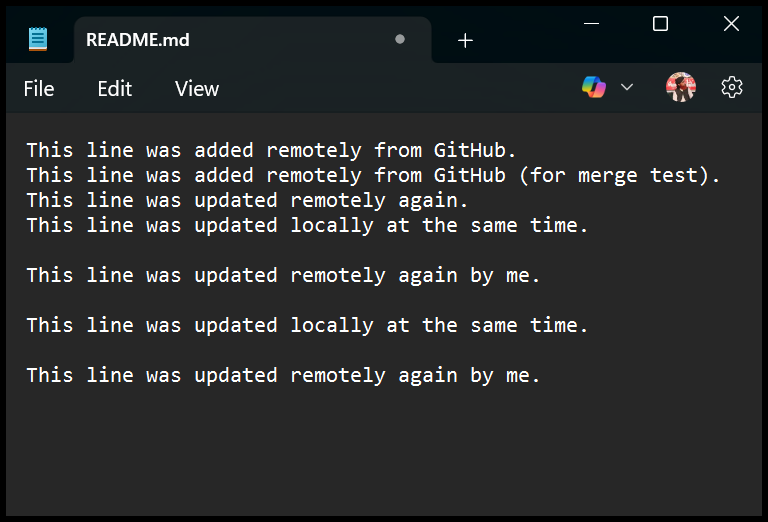 README.md
File Edit View
This line was added remotely from GitHub.
This line was added remotely from GitHub (for merge test).
This line was updated remotely again.
This line was updated locally at the same time.
This line was updated remotely again by me.
This line was updated locally at the same time.
This line was updated remotely again by me.